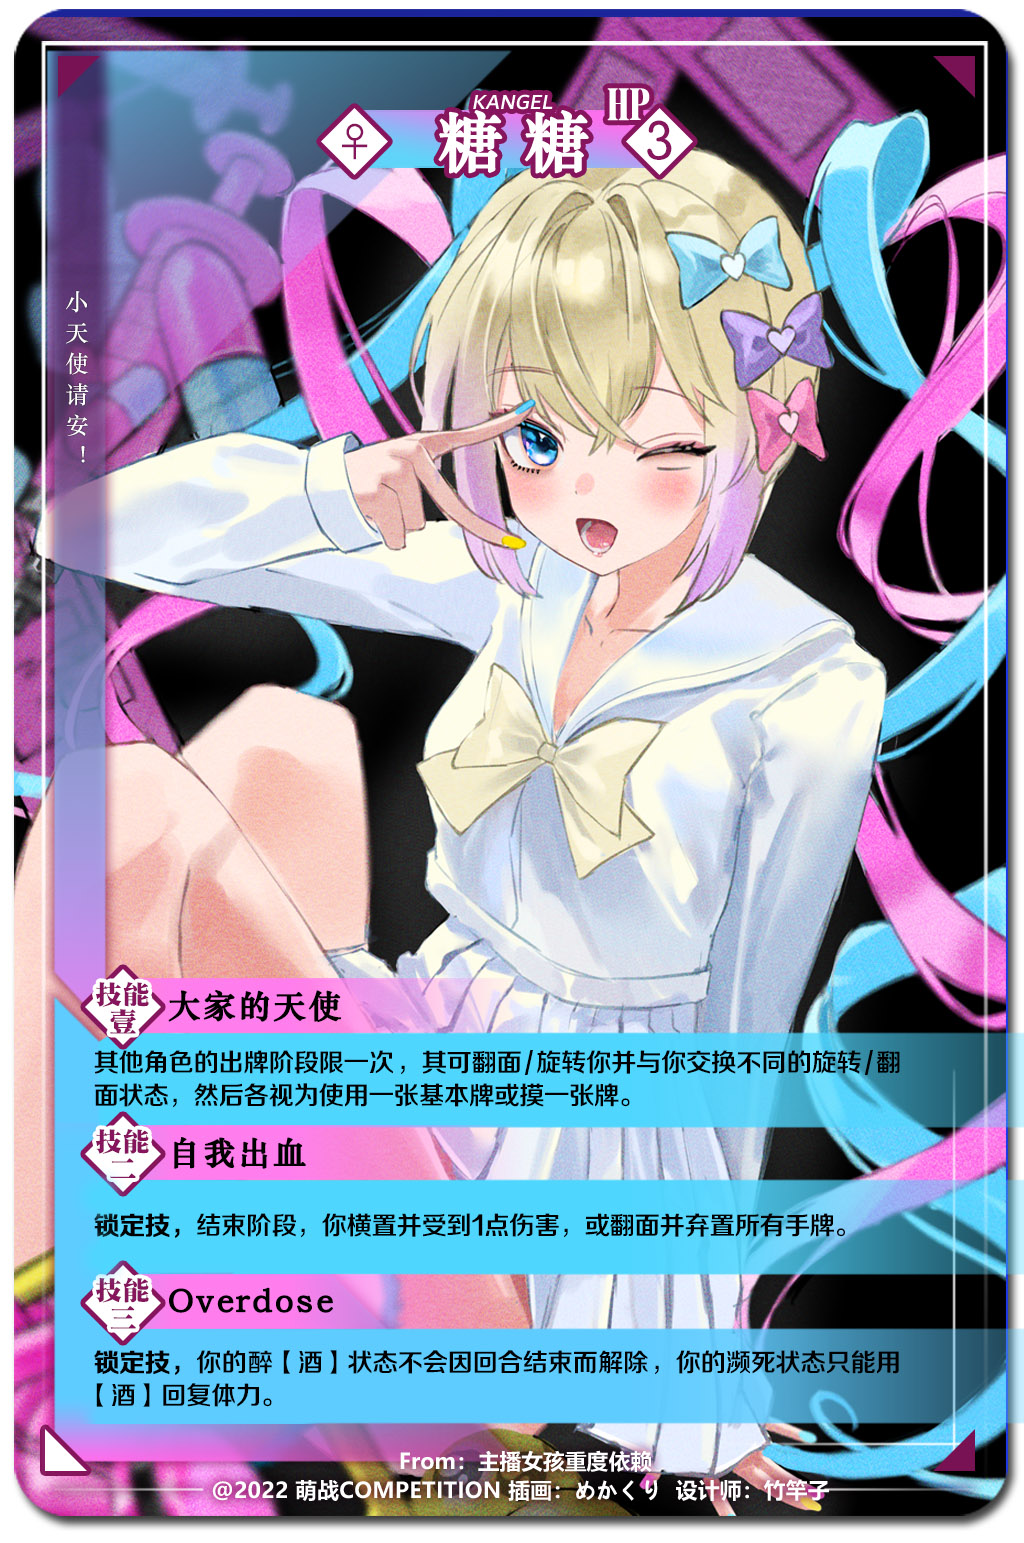 KANGEL
HP
♀ 糖糖 3
小天使请安！
技能壹
大家的天使
其他角色的出牌阶段限一次，其可翻面/旋转你并与你交换不同的旋转/翻
面状态，然后各视为使用一张基本牌或摸一张牌。
技能二
自我出血
锁定技，结束阶段，你横置并受到1点伤害，或翻面并弃置所有手牌。
技能三
Overdose
锁定技，你的醉【酒】状态不会因回合结束而解除，你的濒死状态只能用
【酒】回复体力。
From：主播女孩重度依赖
@2022 萌战COMPETITION 插画：めかくり 设计师：竹竿子